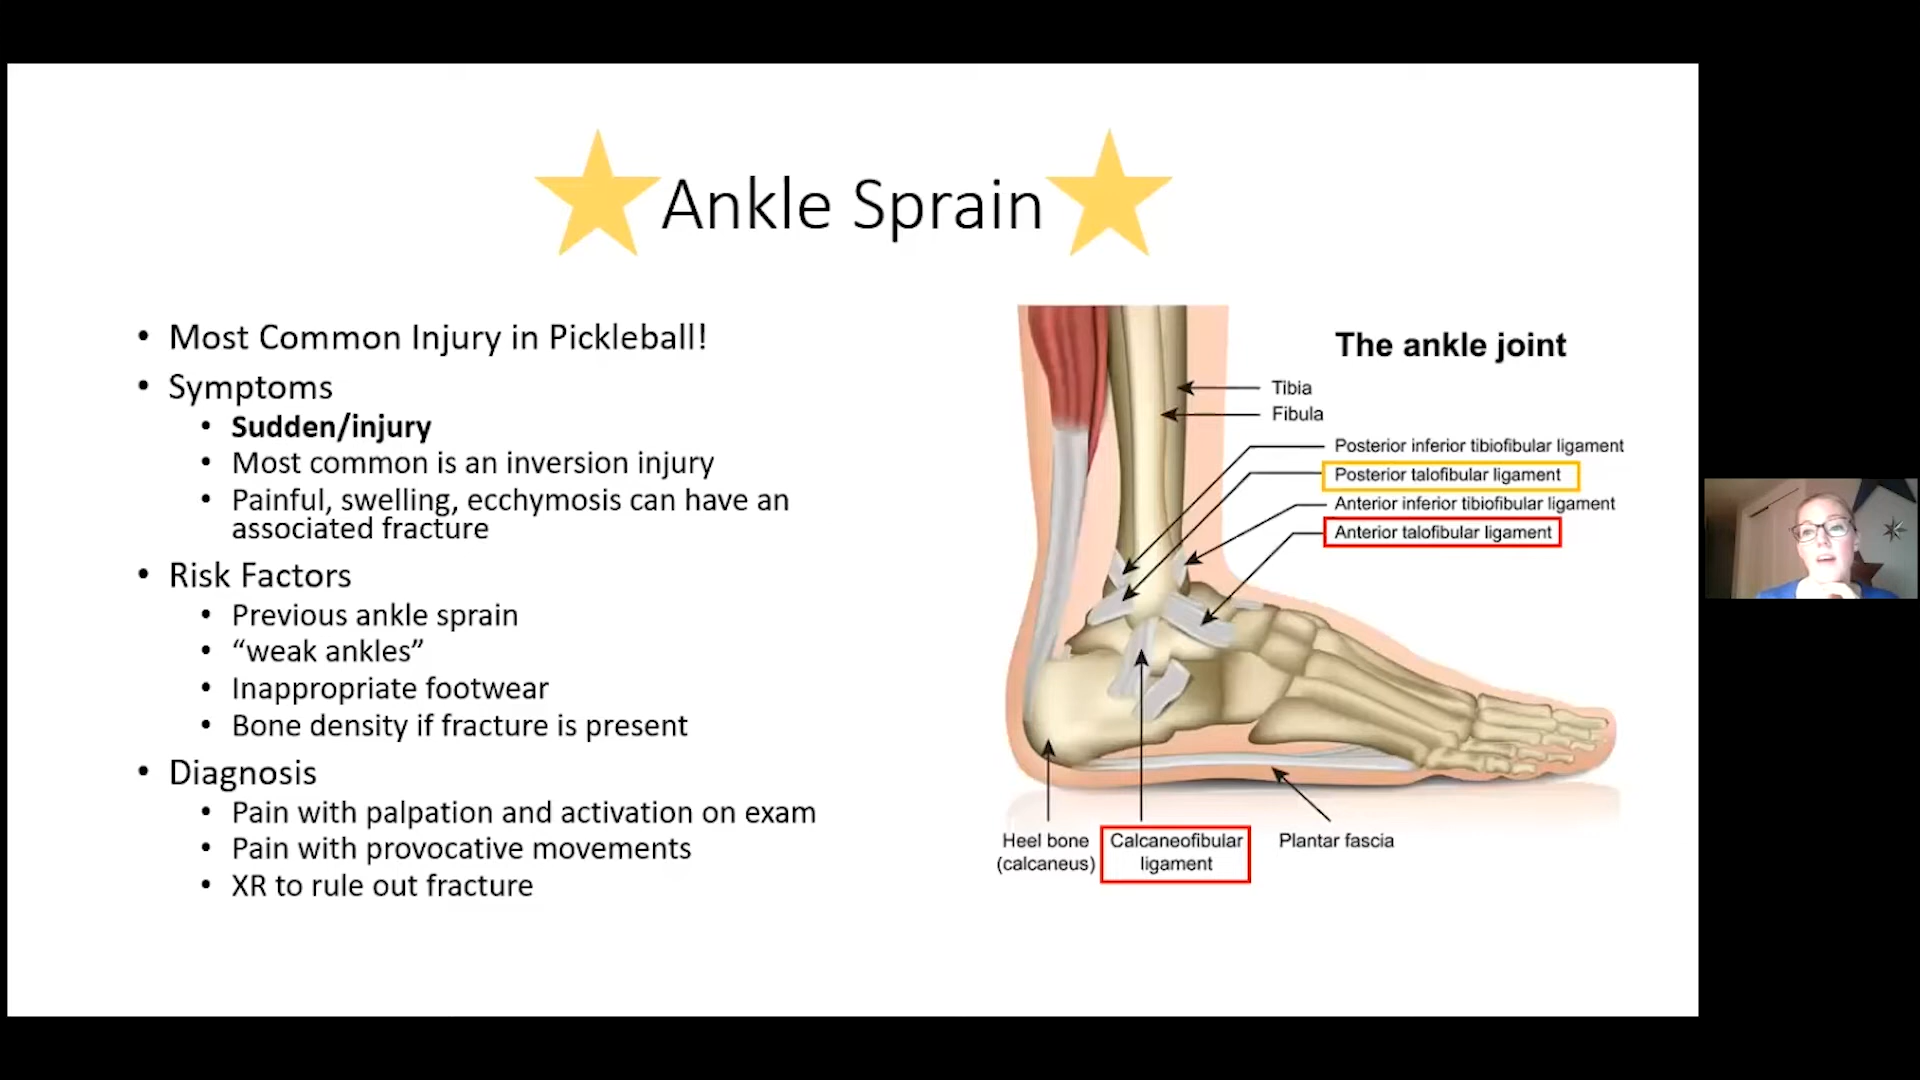 Ankle Sprain
• Most Common Injury in Pickleball!
• Symptoms
• Sudden/injury
• Most common is an inversion injury
• Painful, swelling, ecchymosis can have an
associated fracture
• Risk Factors
• Previous ankle sprain
• “weak ankles”
• Inappropriate footwear
• Bone density if fracture is present
• Diagnosis
• Pain with palpation and activation on exam
• Pain with provocative movements
• XR to rule out fracture
The ankle joint
Tibia
Fibula
Posterior inferior tibiofibular ligament
Posterior talofibular ligament
Anterior inferior tibiofibular ligament
Anterior talofibular ligament
Heel bone
(calcaneus)
Calcaneofibular
ligament
Plantar fascia